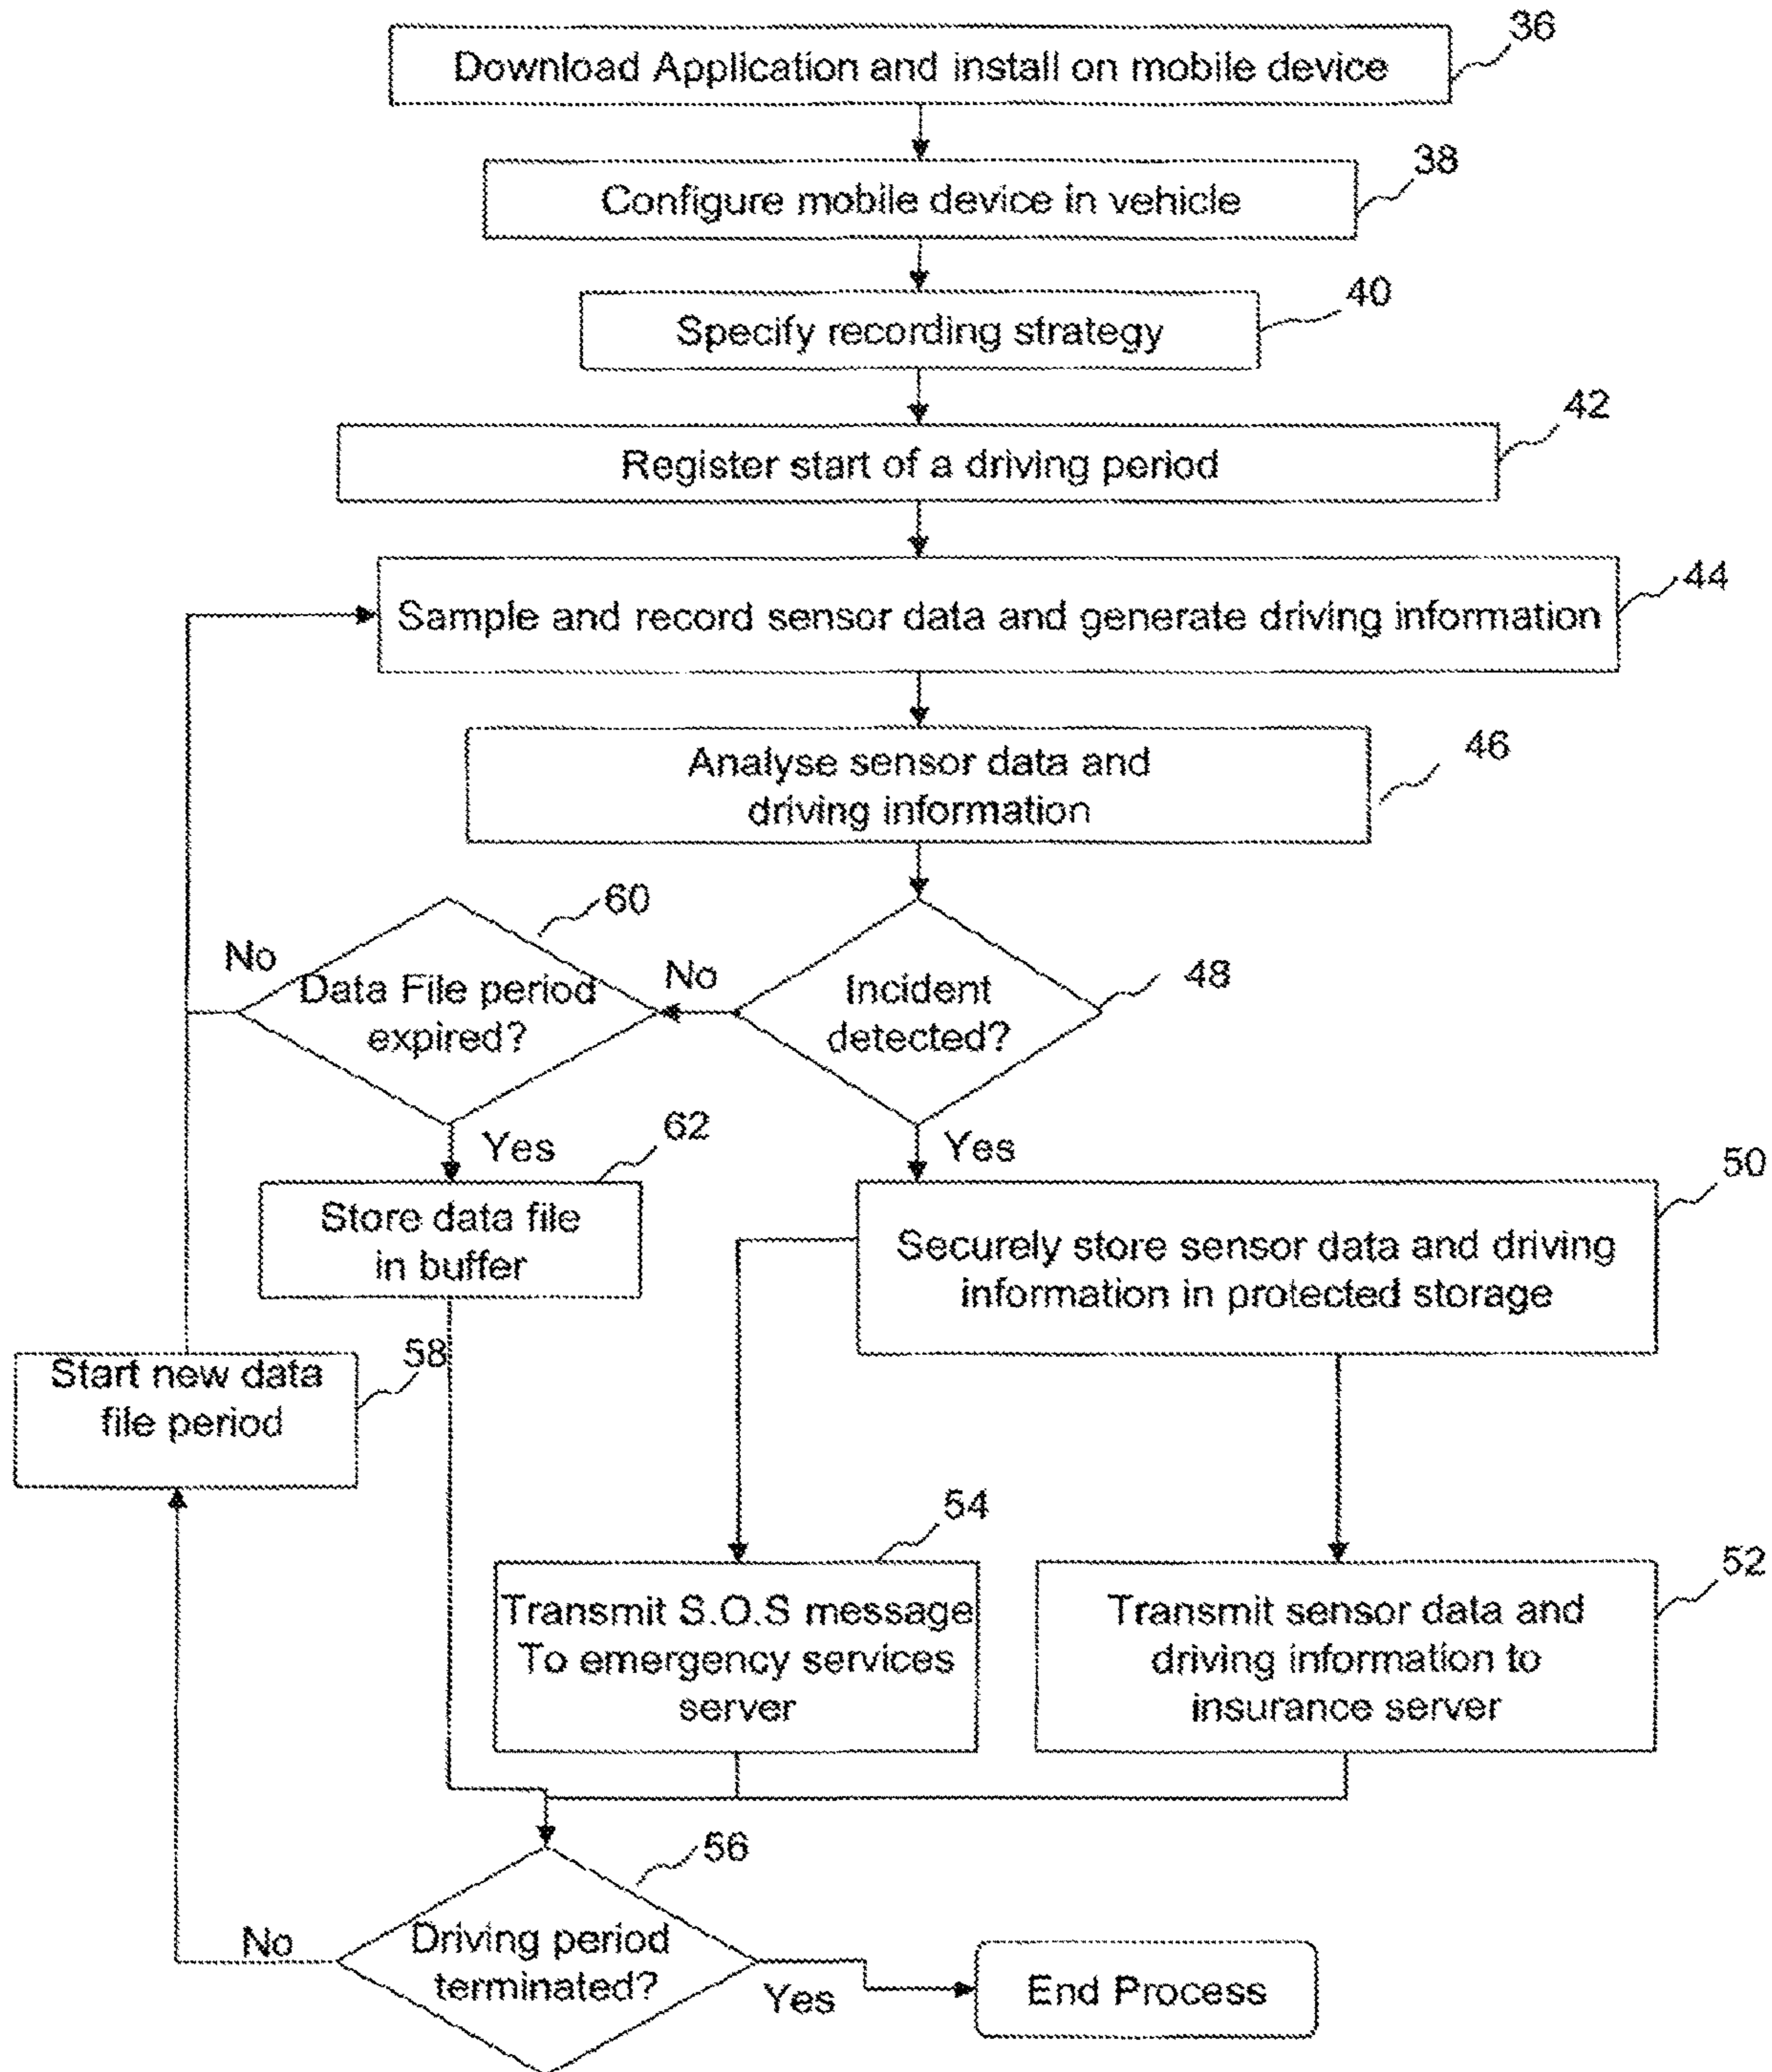 Download Application and install on mobile device
36
Configure mobile device in vehicle
38
Specify recording strategy
40
Register start of a driving period
42
Sample and record sensor data and generate driving information
44
Analyse sensor data and
driving information
46
Incident
detected?
48
No
Yes
Data File period
expired?
60
No
Yes
Store data file
in buffer
62
Securely store sensor data and driving
information in protected storage
50
Start new data
file period
58
Transmit S.O.S message
To emergency services
server
54
Transmit sensor data and
driving information to
insurance server
52
Driving period
terminated?
56
No
Yes
End Process